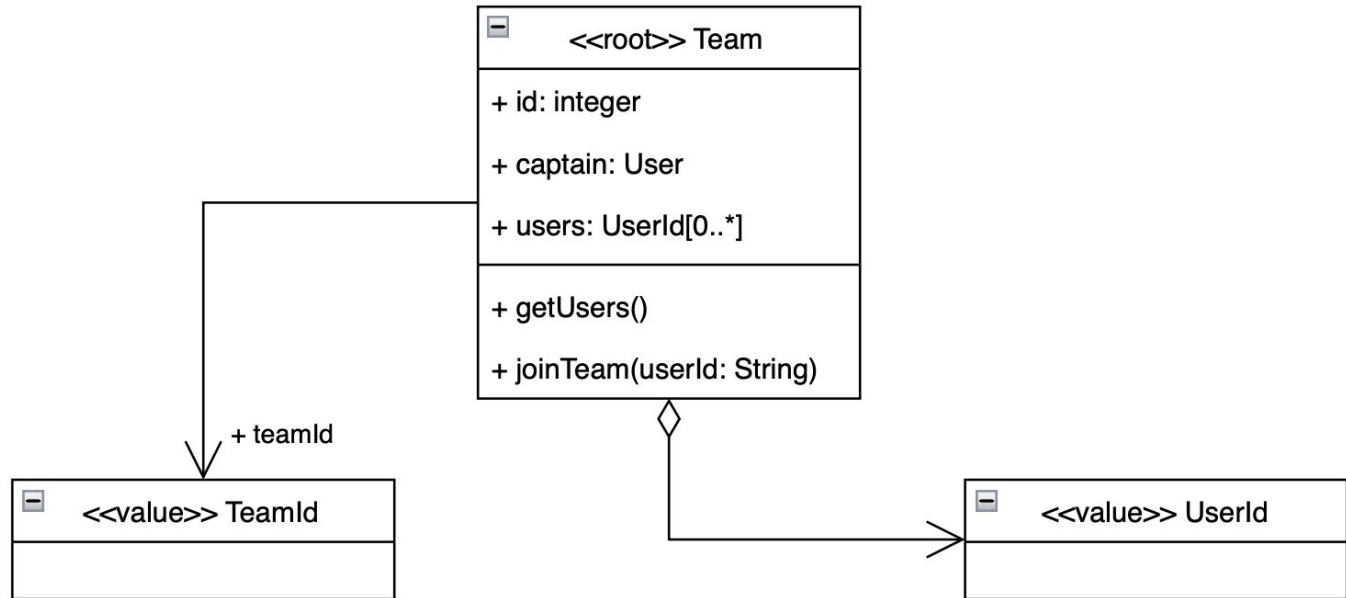 <<root>> Team
+ id: integer
+ captain: User
+ users: UserId[0..*]
+ getUsers()
+ joinTeam(userId: String)
+ teamId
<<value>> TeamId
<<value>> UserId